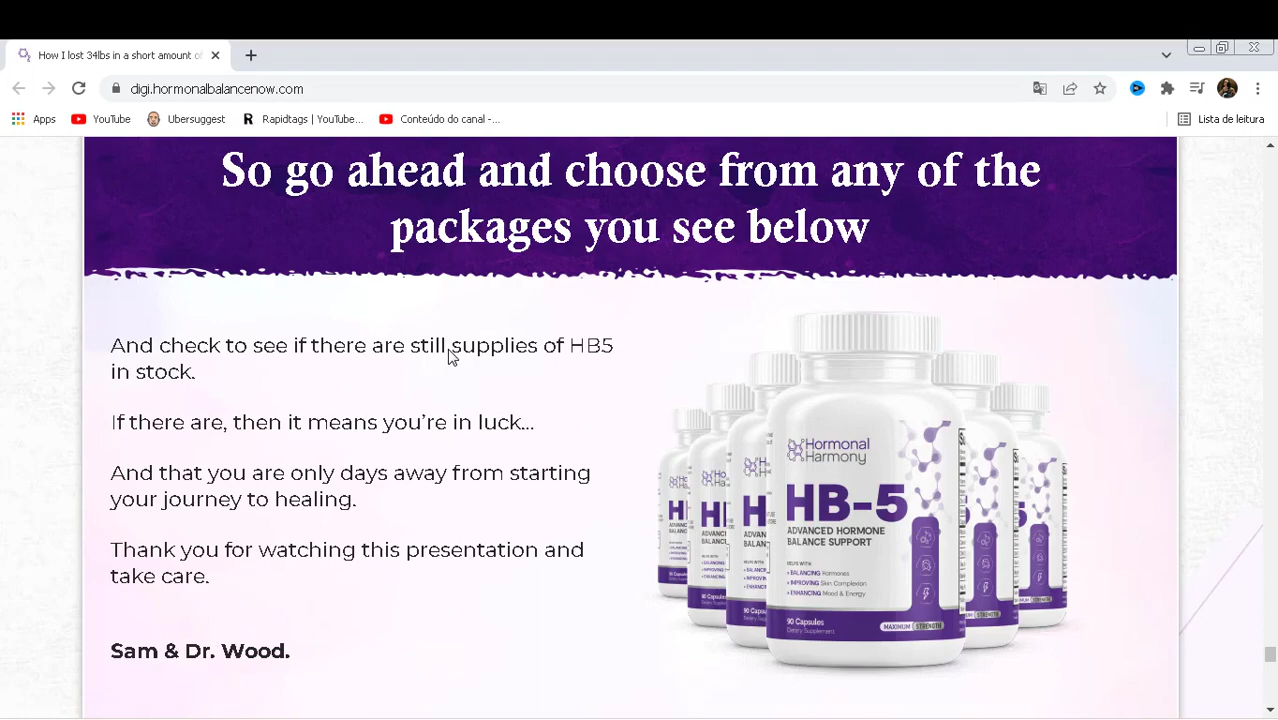 How I lost 34lbs in a short amount of
digi.hormonalbalancenow.com
Apps
YouTube
Ubersuggest
Rapidtags | YouTube...
Conteúdo do canal -...
Lista de leitura
So go ahead and choose from any of the
packages you see below
And check to see if there are still supplies of HB5
in stock.
If there are, then it means you're in luck...
And that you are only days away from starting
your journey to healing.
Thank you for watching this presentation and
take care.
Sam & Dr. Wood.
Hormonal
Harmony
HB-5
ADVANCED HORMONE
BALANCE SUPPORT
HELPS WITH
BALANCING Hormones
IMPROVING Skin Complexion
ENHANCING Mood & Energy
90 Capsules
Dietary Supplement
MAXIMUM STRENGTH